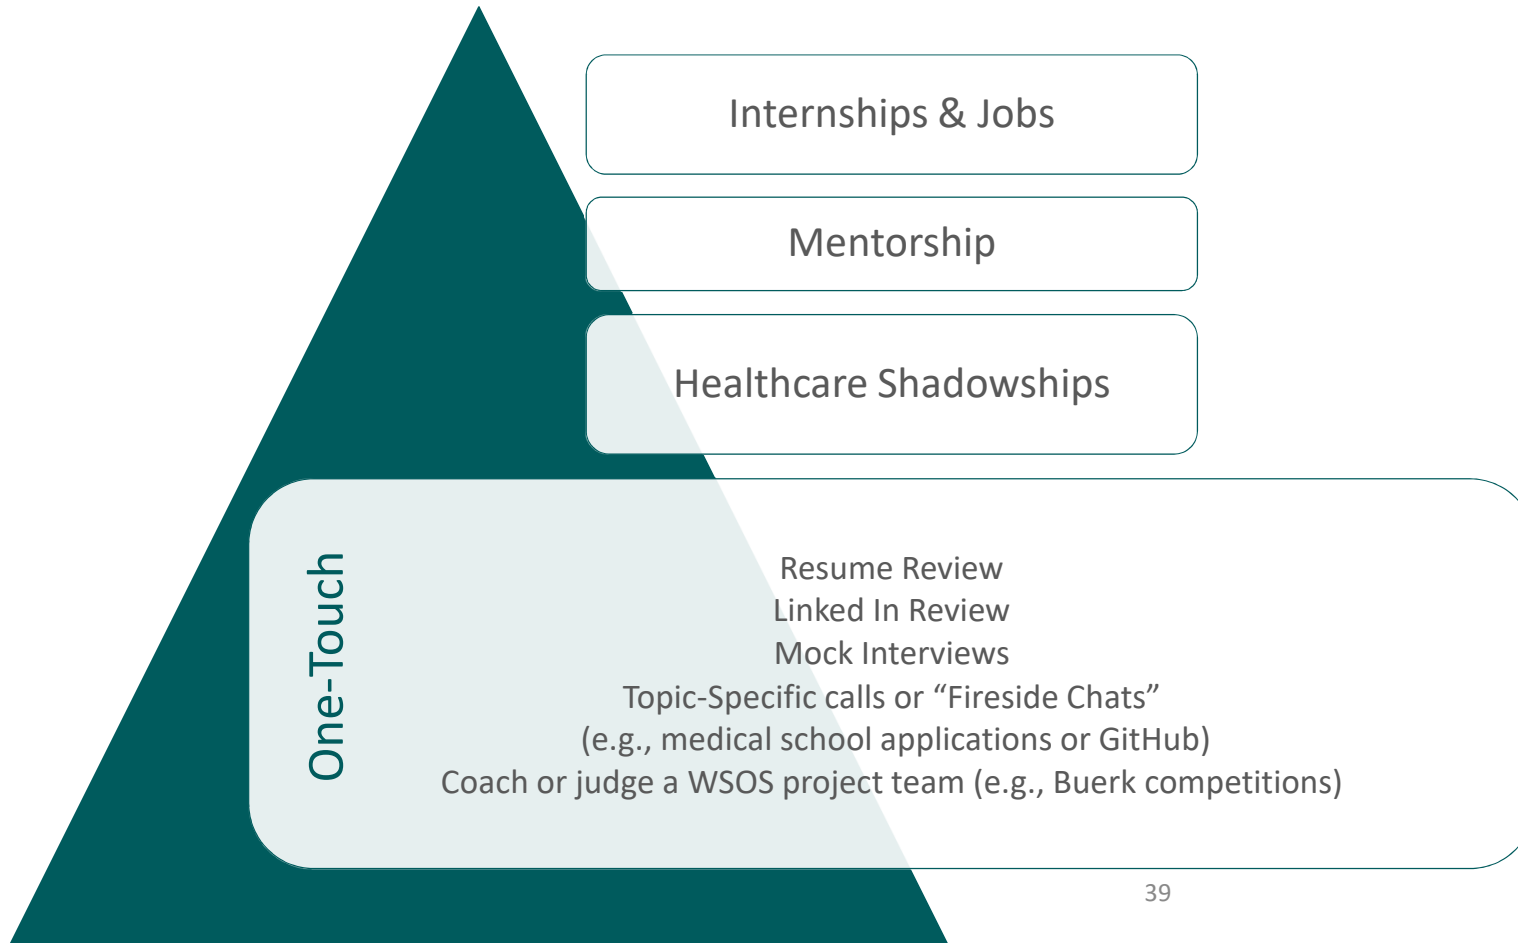 Internships & Jobs
Mentorship
Healthcare Shadowships
One-Touch
Resume Review
Linked In Review
Mock Interviews
Topic-Specific calls or “Fireside Chats”
(e.g., medical school applications or GitHub)
Coach or judge a WSOS project team (e.g., Buerk competitions)
39